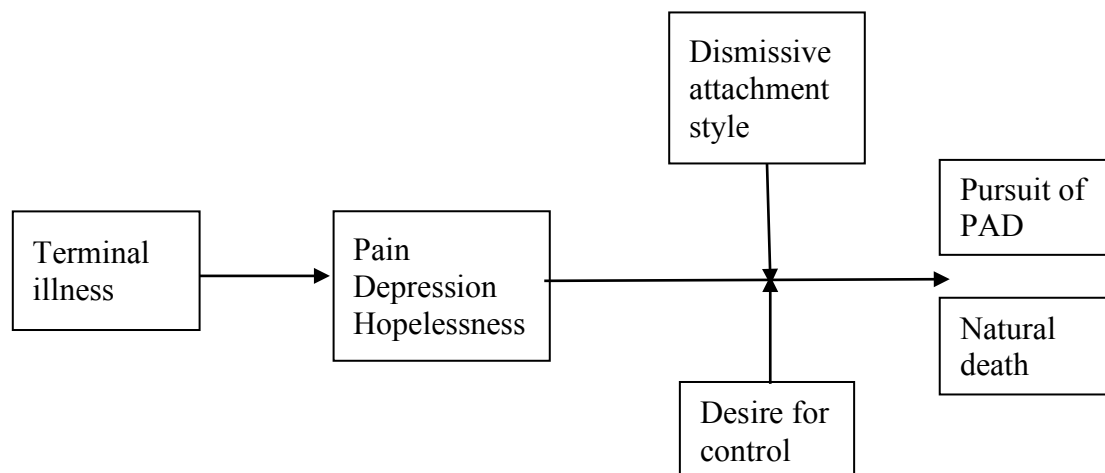 Dismissive
attachment
style
Pursuit of
PAD
Terminal
illness
Pain
Depression
Hopelessness
Natural
death
Desire for
control